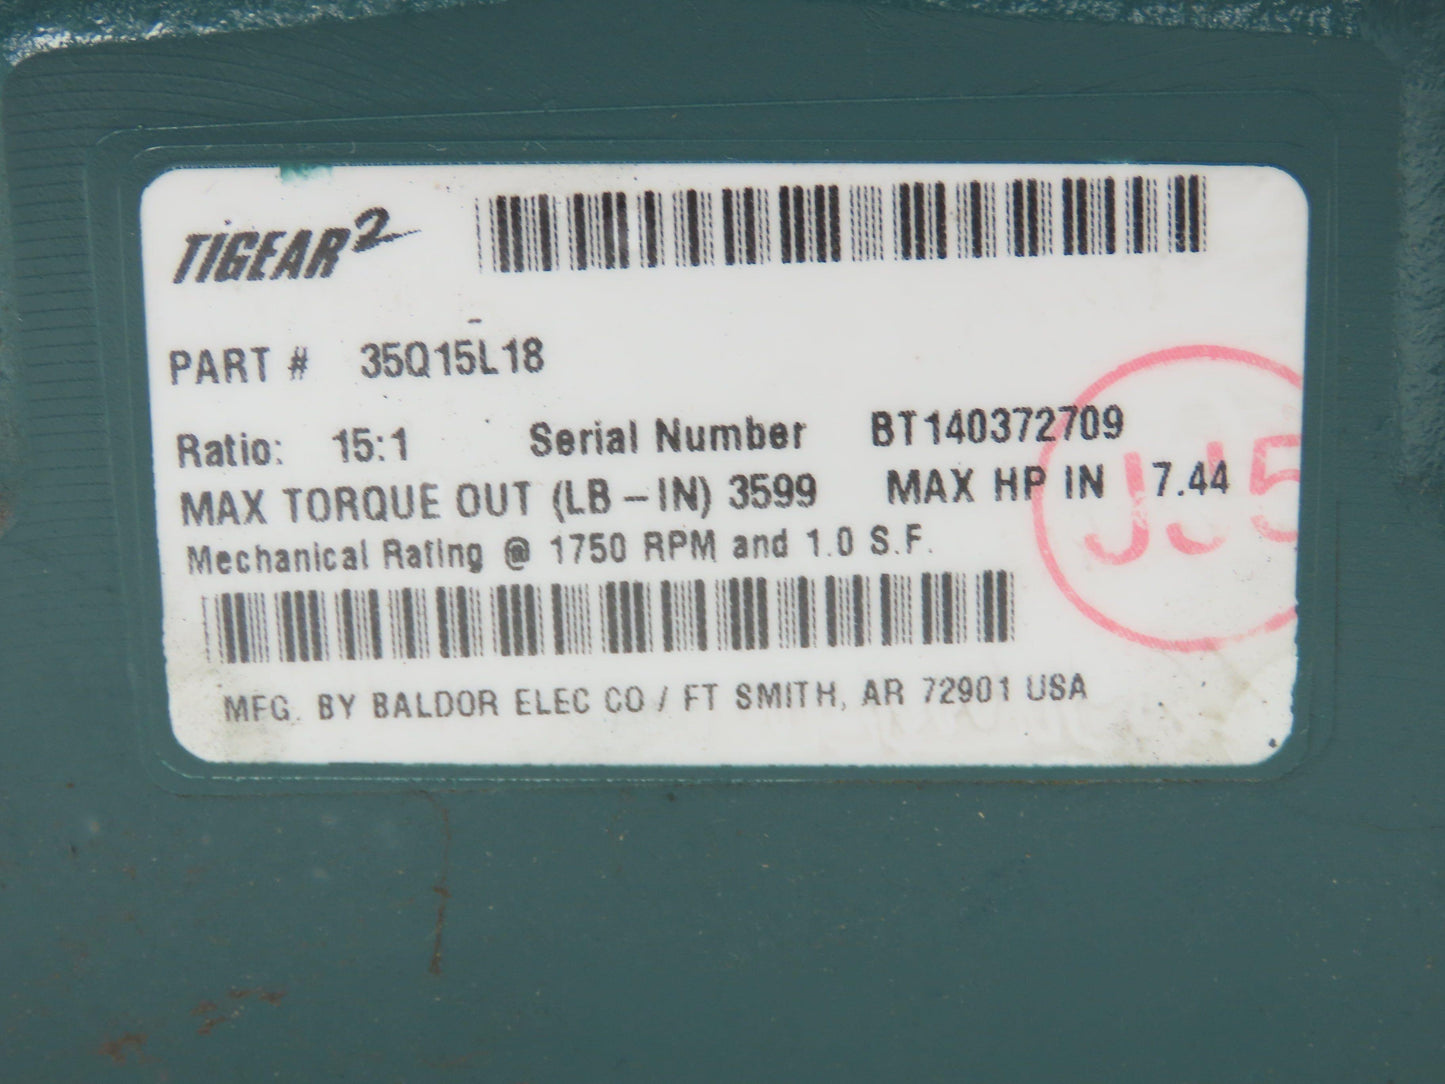 TIGEAR2
PART # 35Q15L18
Ratio: 15:1 Serial Number BT140372709
MAX TORQUE OUT (LB-IN) 3599 MAX HP IN 7.44
Mechanical Rating @ 1750 RPM and 1.0 S.F.
MFG. BY BALDOR ELEC CO / FT SMITH, AR 72901 USA
JJ5